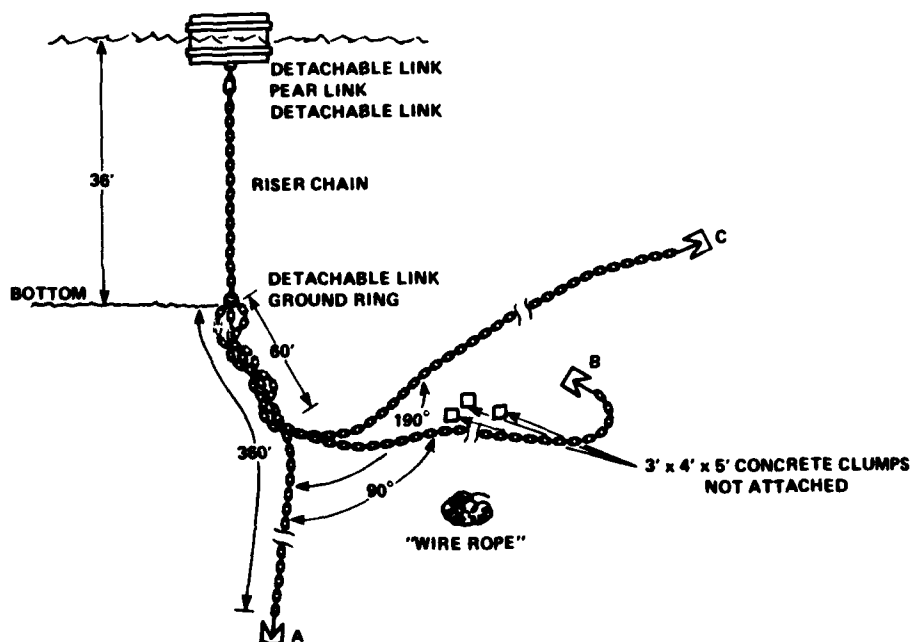 DETACHABLE LINK
PEAR LINK
DETACHABLE LINK
36'
RISER CHAIN
C
DETACHABLE LINK
GROUND RING
BOTTOM
60'
B
190°
360'
3' x 4' x 5' CONCRETE CLUMPS
NOT ATTACHED
90°
"WIRE ROPE"
A